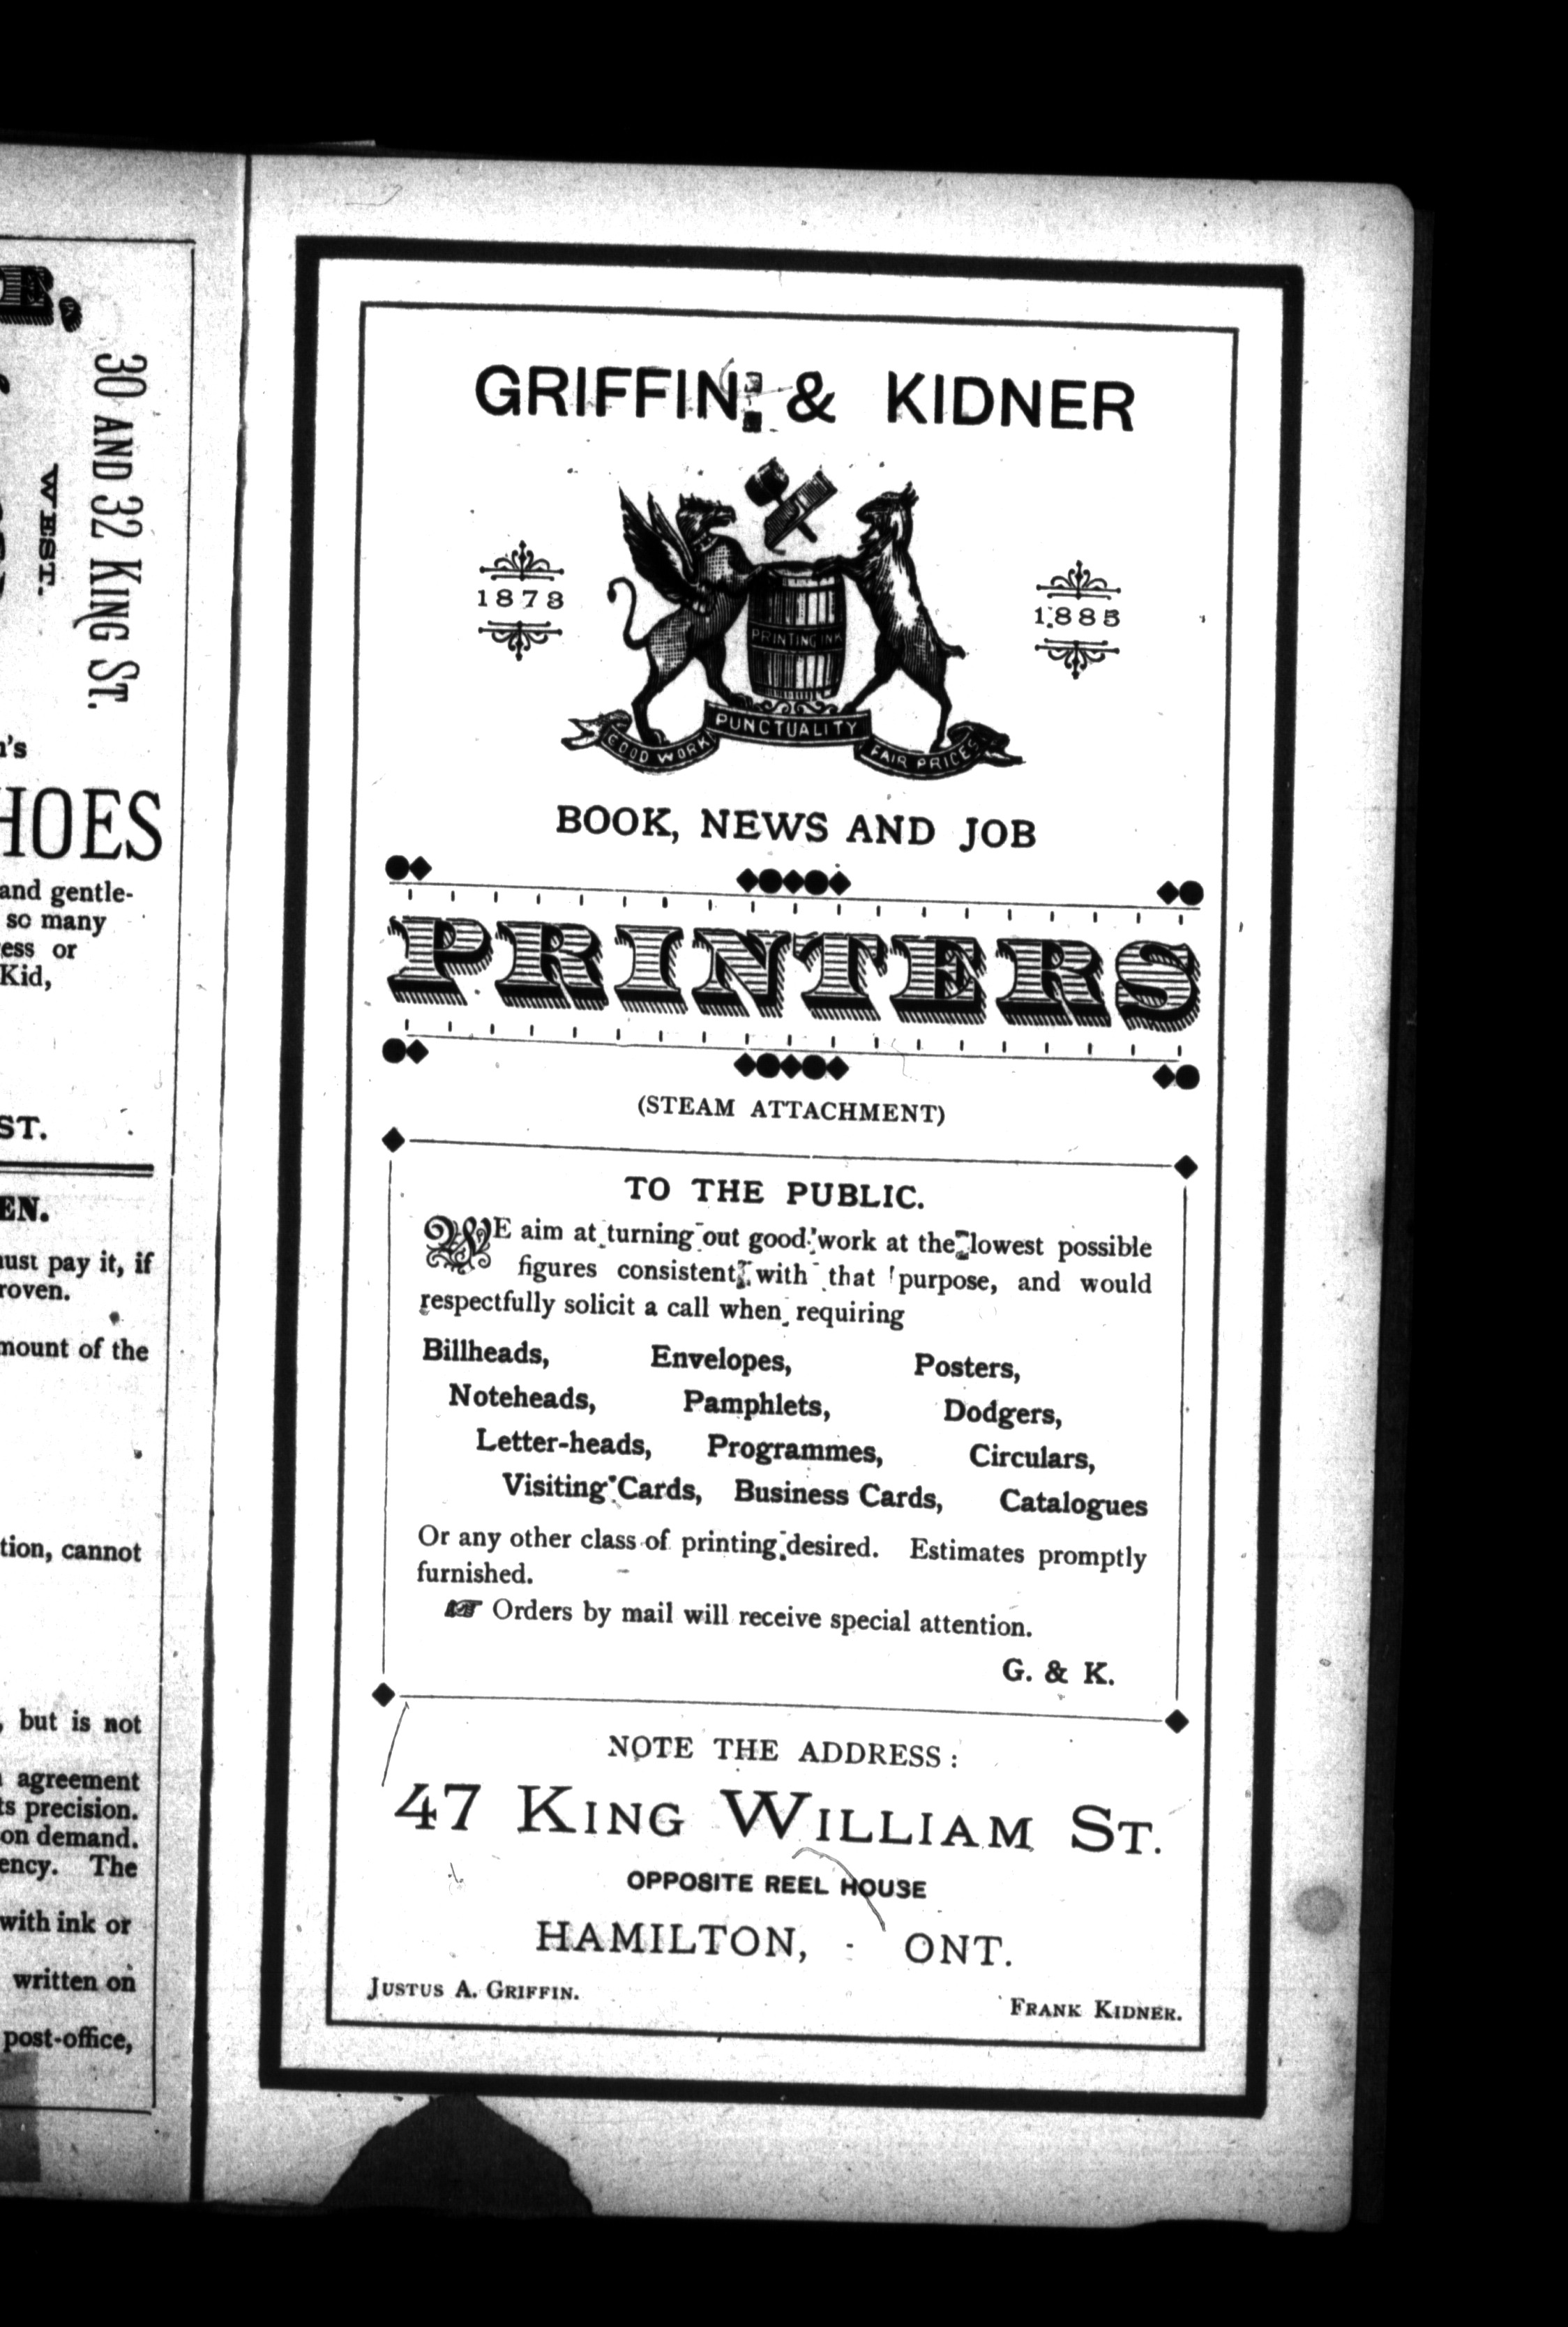 30 AND 32 KING ST.
WEST.
n's
HOES
and gentle-
so many
ess or
Kid,
ST.
EN.
must pay it, if
roven.
mount of the
tion, cannot
, but is not
agreement
ts precision.
on demand.
ency. The
with ink or
written on
post-office,
GRIFFIN & KIDNER
1878
1885
PRINTING INK
GOOD WORK
PUNCTUALITY
FAIR PRICES
BOOK, NEWS AND JOB
PRINTERS
(STEAM ATTACHMENT)
TO THE PUBLIC.
WE aim at turning out good work at the lowest possible
figures consistent with that purpose, and would
respectfully solicit a call when requiring
Billheads, Envelopes, Posters,
Noteheads, Pamphlets, Dodgers,
Letter-heads, Programmes, Circulars,
Visiting Cards, Business Cards, Catalogues
Or any other class of printing desired. Estimates promptly
furnished.
☞ Orders by mail will receive special attention.
G. & K.
NOTE THE ADDRESS:
47 KING WILLIAM ST.
OPPOSITE REEL HOUSE
HAMILTON, - ONT.
JUSTUS A. GRIFFIN.
FRANK KIDNER.